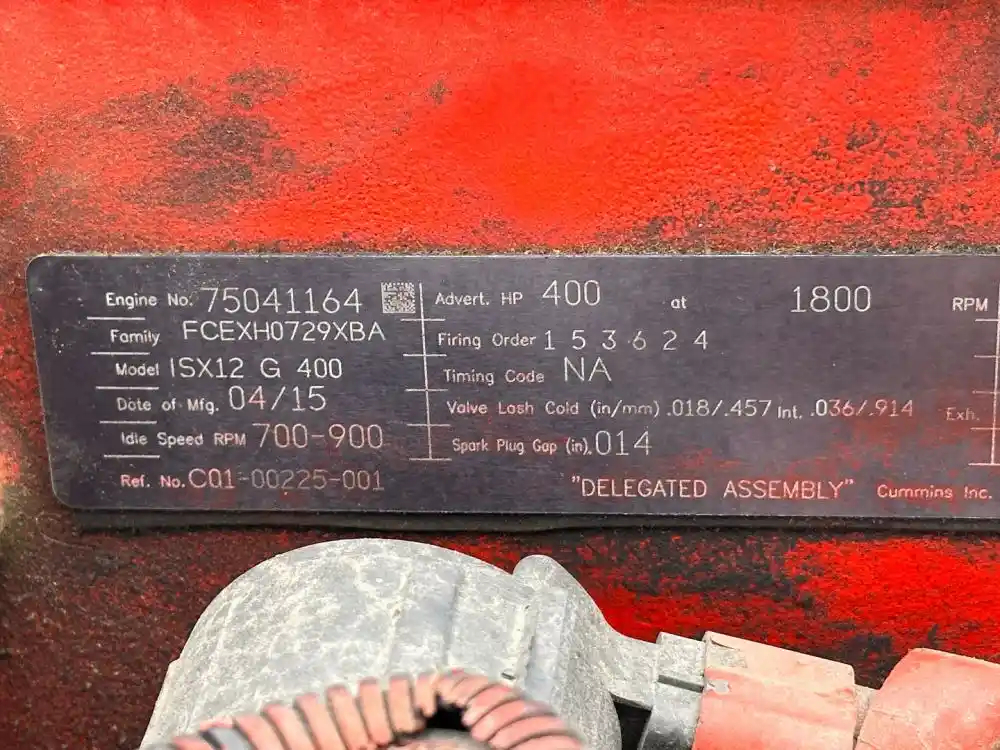 Engine No. 75041164
Family FCEXH0729XBA
Model ISX12 G 400
Date of Mfg. 04/15
Idle Speed RPM 700-900
Ref. No. CQ1-00225-001
Advert. HP 400 at 1800 RPM
Firing Order 1 5 3 6 2 4
Timing Code NA
Valve Lash Cold (in/mm) .018/.457 Int. .036/.914 Exh.
Spark Plug Gap (in). 014
"DELEGATED ASSEMBLY" Cummins Inc.